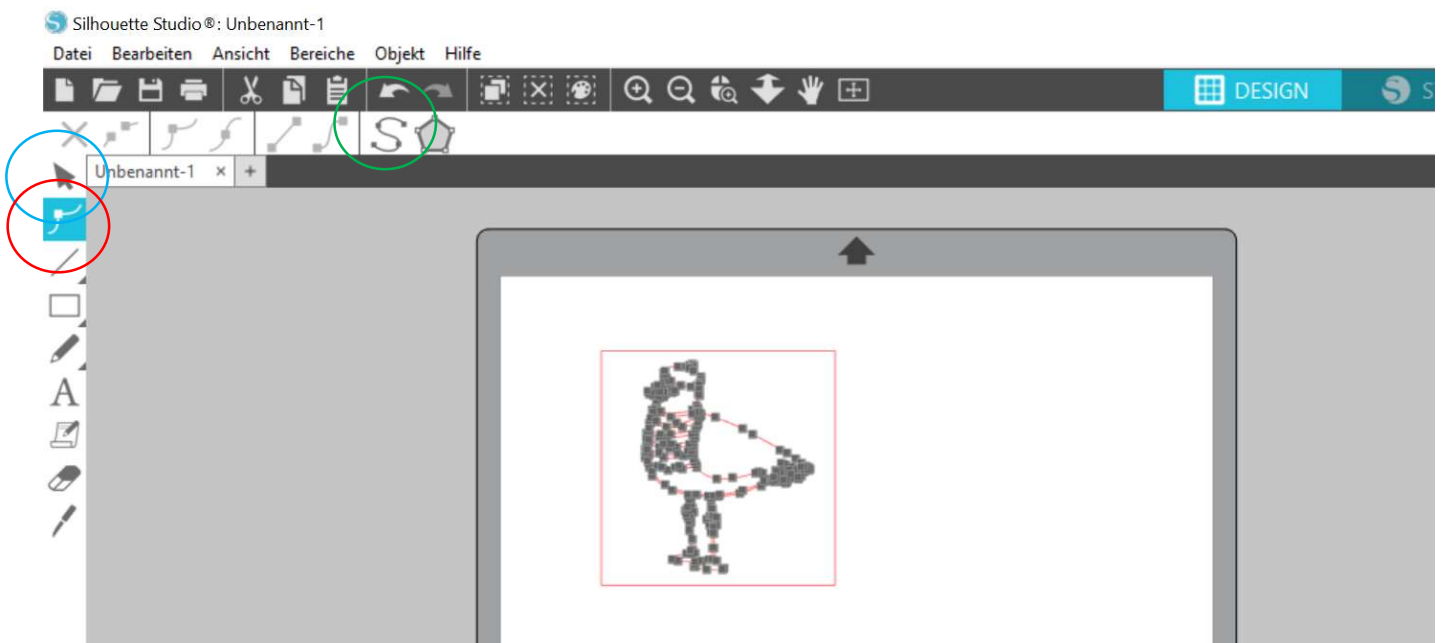 Silhouette Studio®: Unbenannt-1
Datei Bearbeiten Ansicht Bereiche Objekt Hilfe
DESIGN S
Unbenannt-1 × +
A